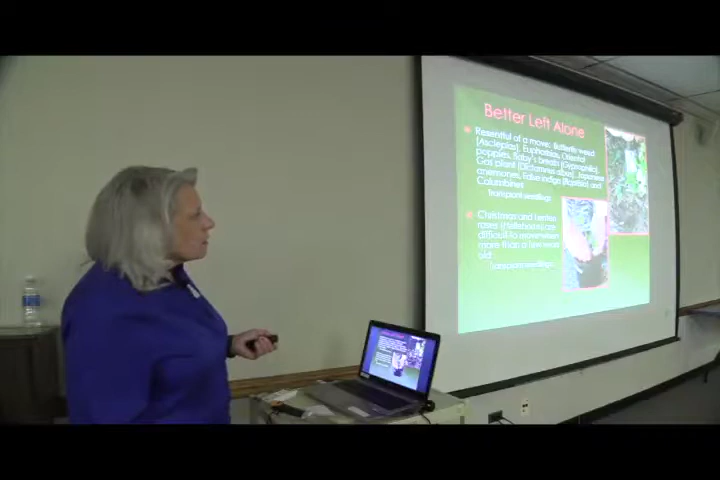 Better Left Alone
Resentful of a move: Butterfly weed
(Asclepias), Euphorbias, Oriental
poppies, Baby's breath (Gypsophila),
Gas plant (Dictamnus albus), Japanese
anemones, False indigo (Baptisia) and
Columbines
Transplant seedlings
Christmas and Lenten
roses (Hellebores) are
difficult to move when
more than a few years
old
Transplant seedlings